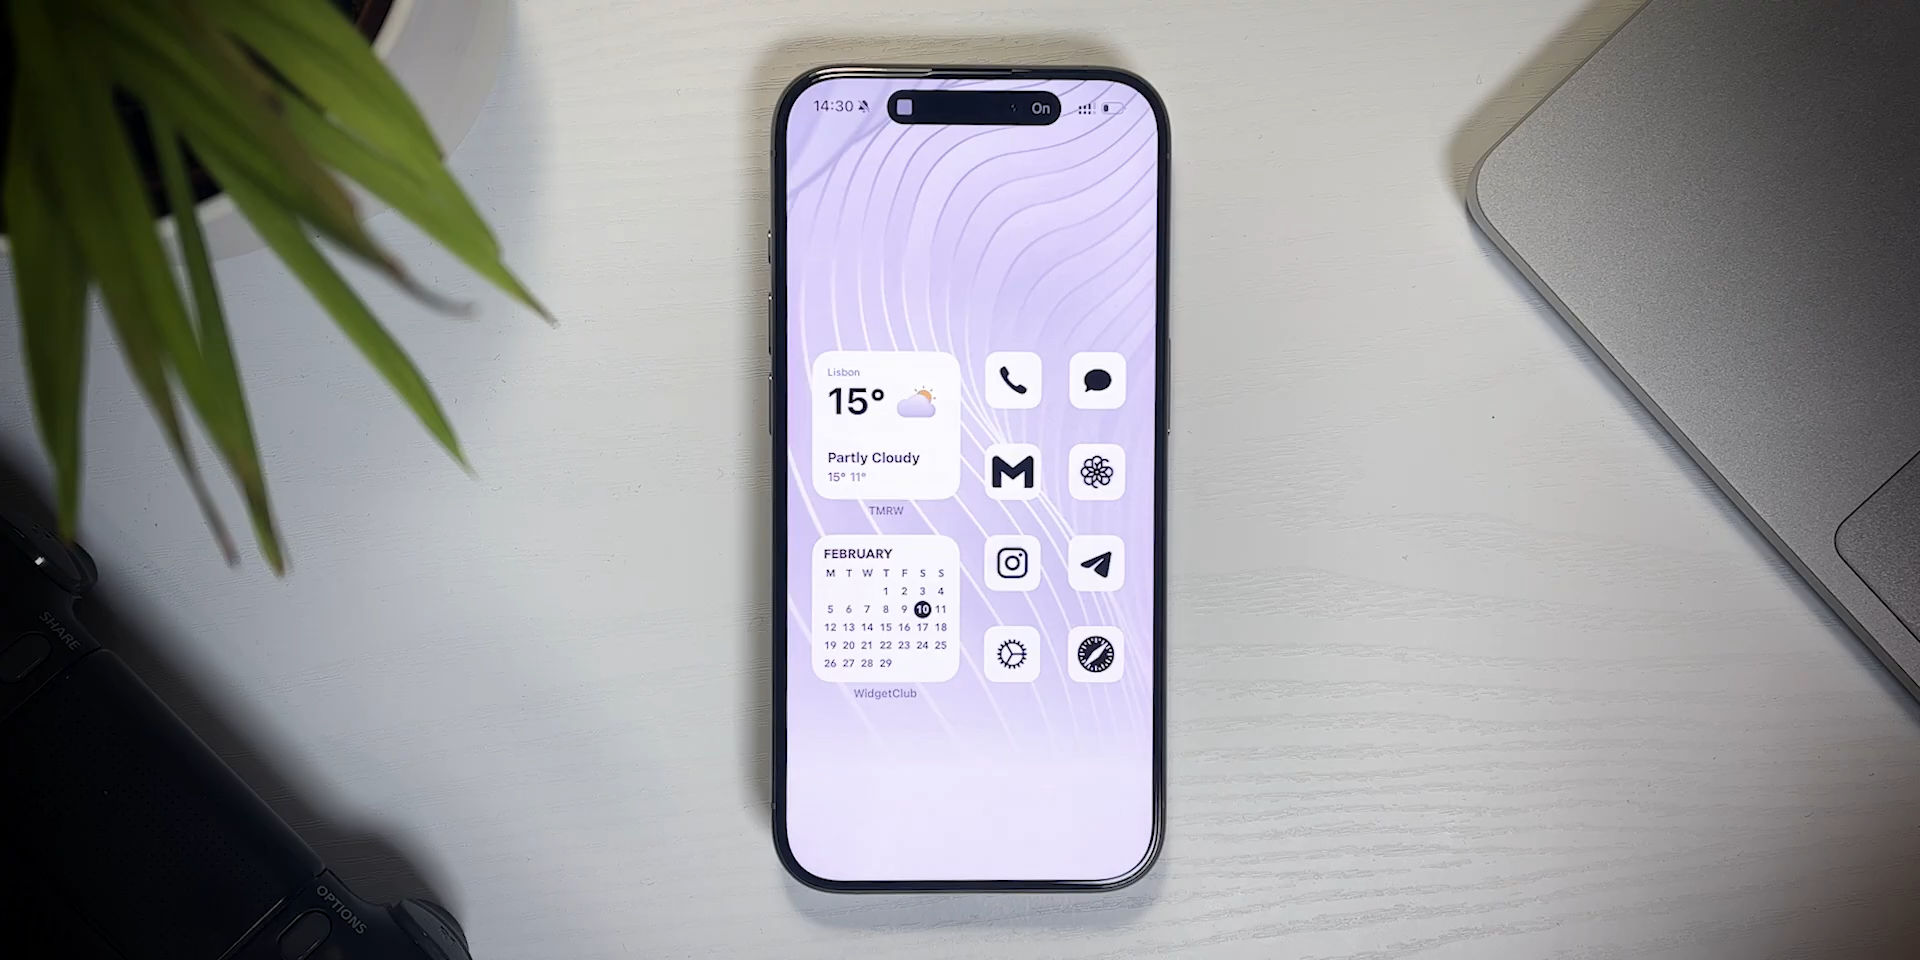 14:30
On
Lisbon
15°
Partly Cloudy
15° 11°
TMRW
FEBRUARY
M T W T F S S
1 2 3 4
5 6 7 8 9 10 11
12 13 14 15 16 17 18
19 20 21 22 23 24 25
26 27 28 29
WidgetClub
SHARE
OPTIONS